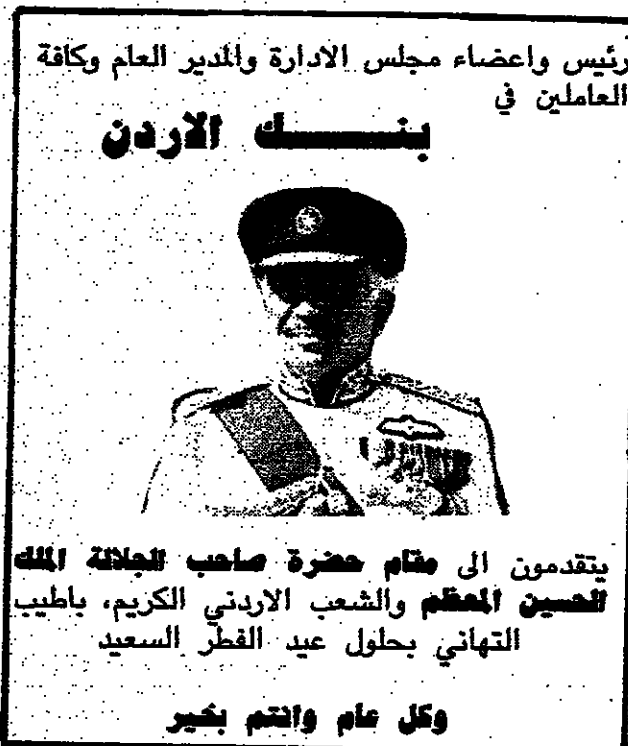 رئيس واعضاء مجلس الادارة والمدير العام وكافة
العاملين في
بنــــــك الاردن
يتقدمون الى مقام حضرة صاحب الجلالة الملك
الحسين المعظم والشعب الاردني الكريم، باطيب
التهاني بحلول عيد الفطر السعيد
وكل عام وانتم بخير